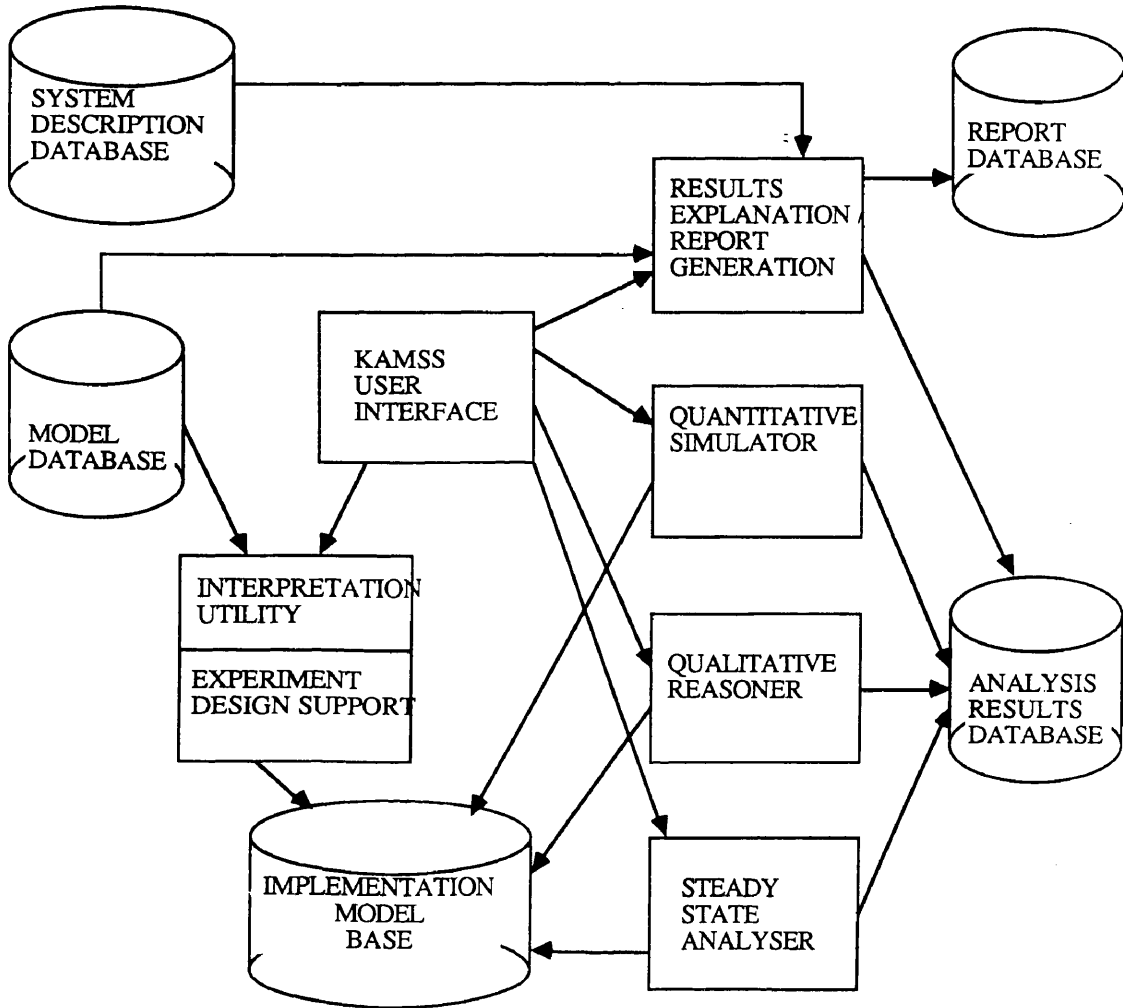 SYSTEM
DESCRIPTION
DATABASE
REPORT
DATABASE
RESULTS
EXPLANATION /
REPORT
GENERATION
KAMSS
USER
INTERFACE
MODEL
DATABASE
QUANTITATIVE
SIMULATOR
INTERPRETATION
UTILITY
EXPERIMENT
DESIGN SUPPORT
QUALITATIVE
REASONER
ANALYSIS
RESULTS
DATABASE
IMPLEMENTATION
MODEL
BASE
STEADY
STATE
ANALYSER